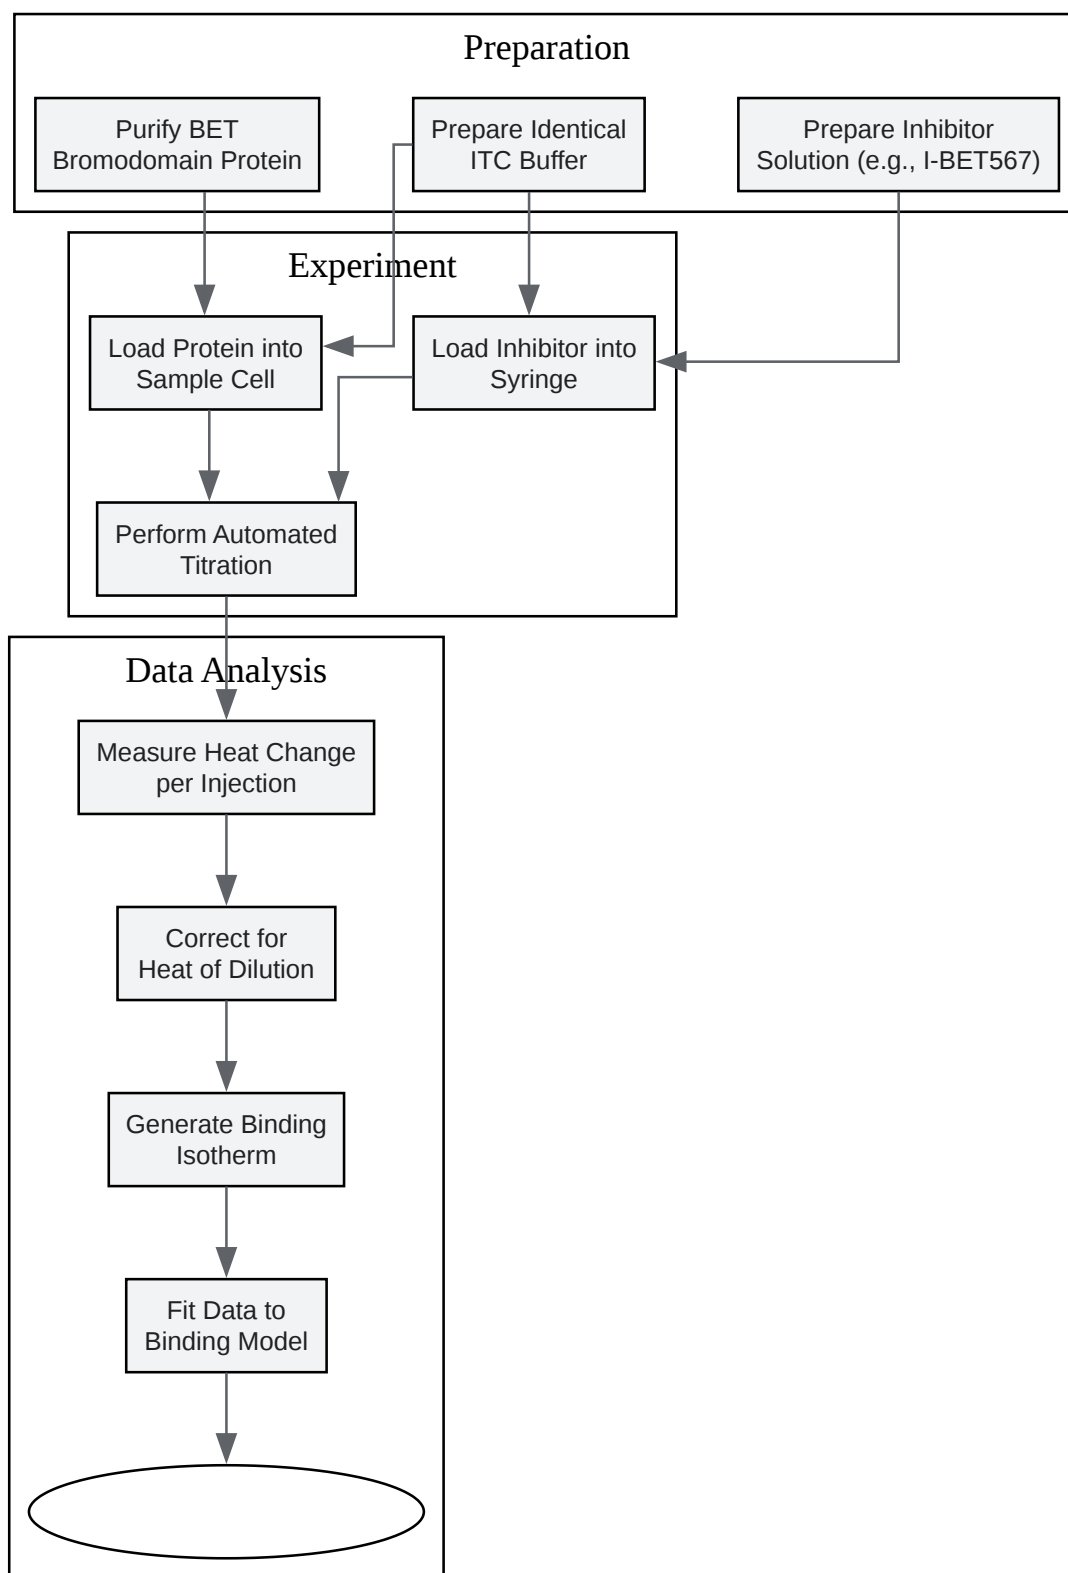 Preparation
Purify BET
Bromodomain Protein
Prepare Identical
ITC Buffer
Prepare Inhibitor
Solution (e.g., I-BET567)
Experiment
Load Protein into
Sample Cell
Load Inhibitor into
Syringe
Perform Automated
Titration
Data Analysis
Measure Heat Change
per Injection
Correct for
Heat of Dilution
Generate Binding
Isotherm
Fit Data to
Binding Model